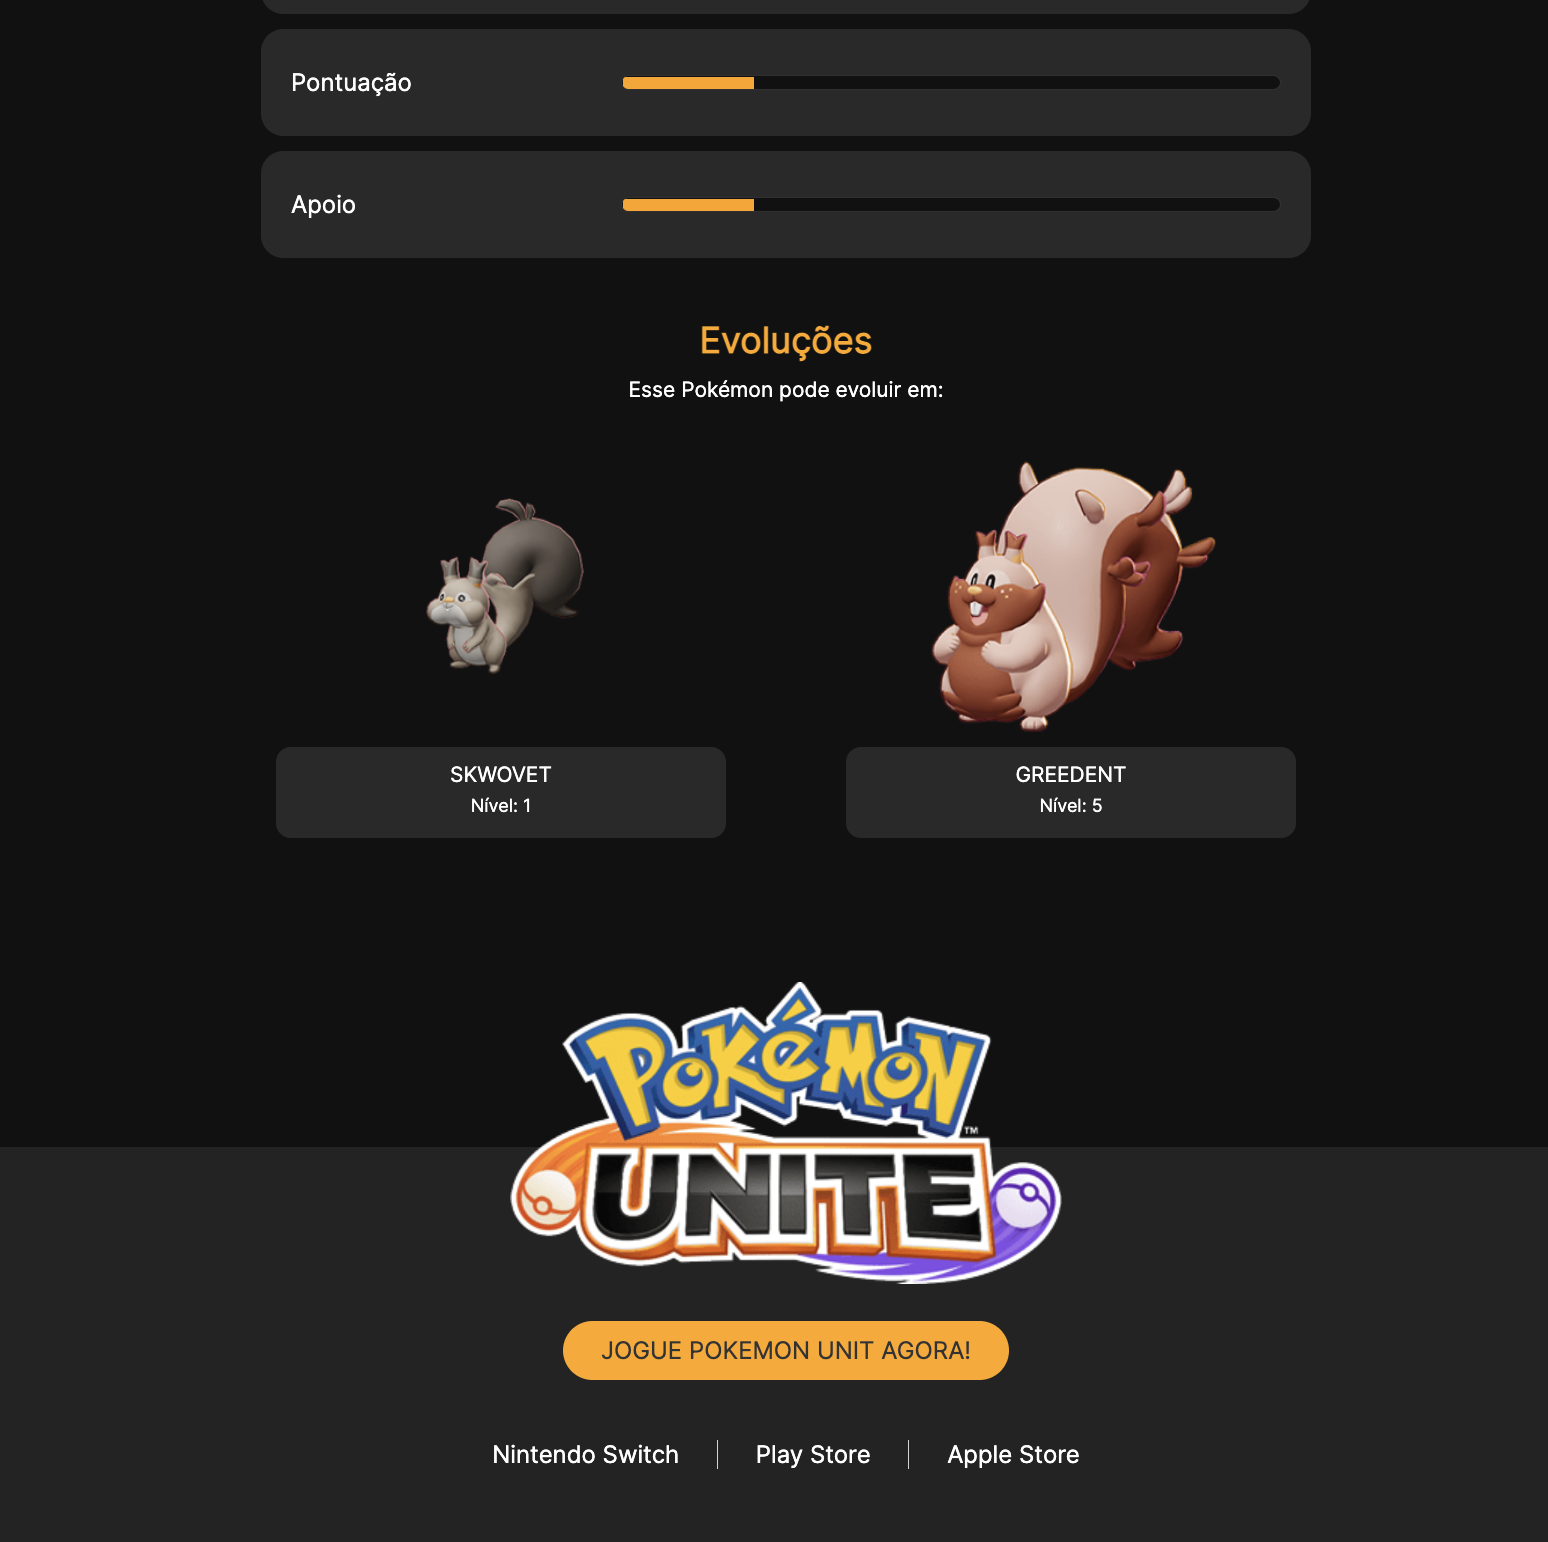 Pontuação
Apoio
Evoluções
Esse Pokémon pode evoluir em:
SKWOVET
Nível: 1
GREEDENT
Nível: 5
POKéMON
TM
UNITE
JOGUE POKEMON UNIT AGORA!
Nintendo Switch
Play Store
Apple Store